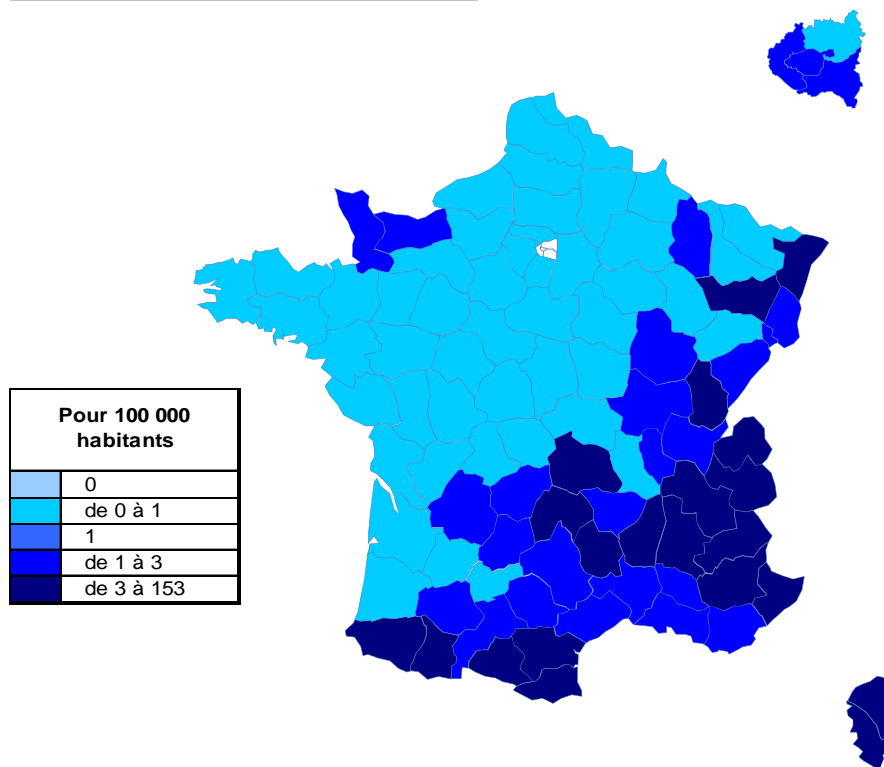 Pour 100 000
habitants
0
de 0 à 1
1
de 1 à 3
de 3 à 153